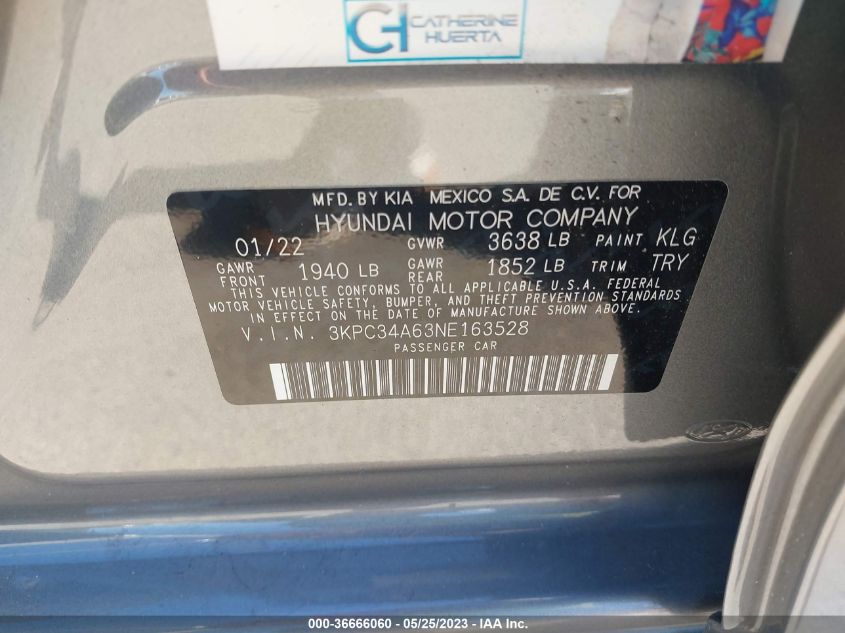 CH CATHERINE
HUERTA
MFD. BY KIA MEXICO S.A. DE C.V. FOR
HYUNDAI MOTOR COMPANY
01/22 GVWR 3638 LB PAINT KLG
GAWR FRONT 1940 LB GAWR REAR 1852 LB TRIM TRY
THIS VEHICLE CONFORMS TO ALL APPLICABLE U.S.A. FEDERAL
MOTOR VEHICLE SAFETY, BUMPER, AND THEFT PREVENTION STANDARDS
IN EFFECT ON THE DATE OF MANUFACTURE SHOWN ABOVE.
V.I.N. 3KPC34A63NE163528
PASSENGER CAR
000-36666060 - 05/25/2023 - IAA Inc.